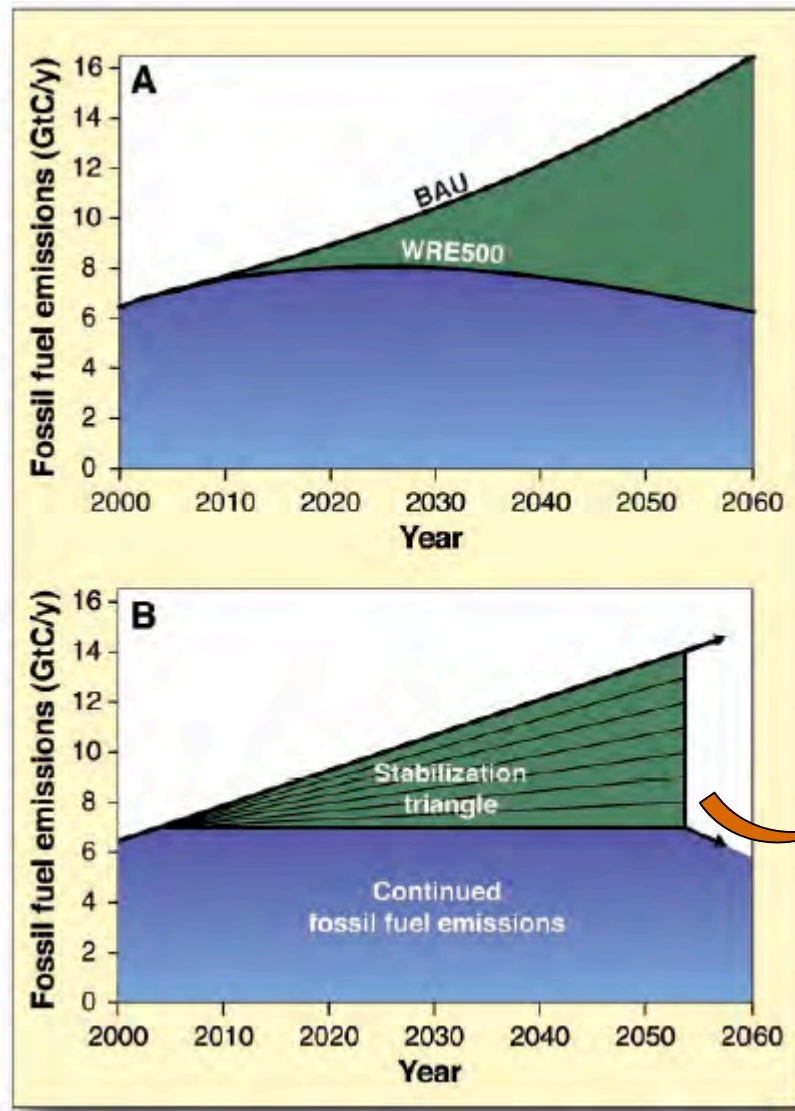 A
Fossil fuel emissions (GtC/y)
16
14
12
10
8
6
4
2
0
BAU
WRE500
2000 2010 2020 2030 2040 2050 2060
Year
B
Fossil fuel emissions (GtC/y)
16
14
12
10
8
6
4
2
0
Stabilization
triangle
Continued
fossil fuel emissions
2000 2010 2020 2030 2040 2050 2060
Year